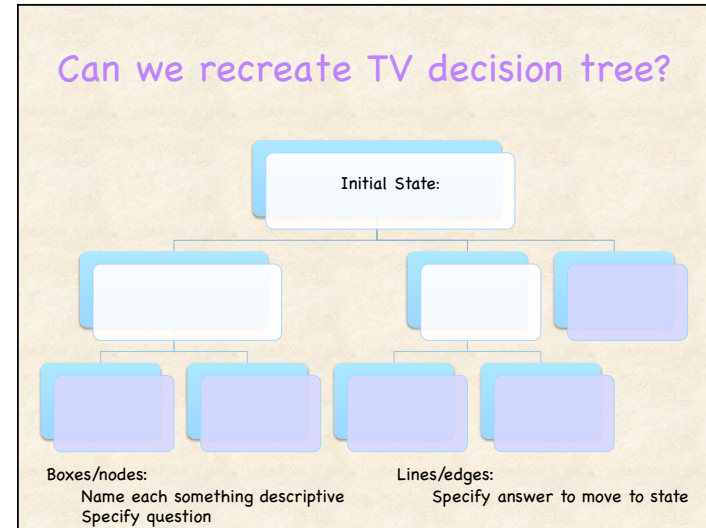 Can we recreate TV decision tree?
Initial State:
Boxes/nodes:
Name each something descriptive
Specify question
Lines/edges:
Specify answer to move to state